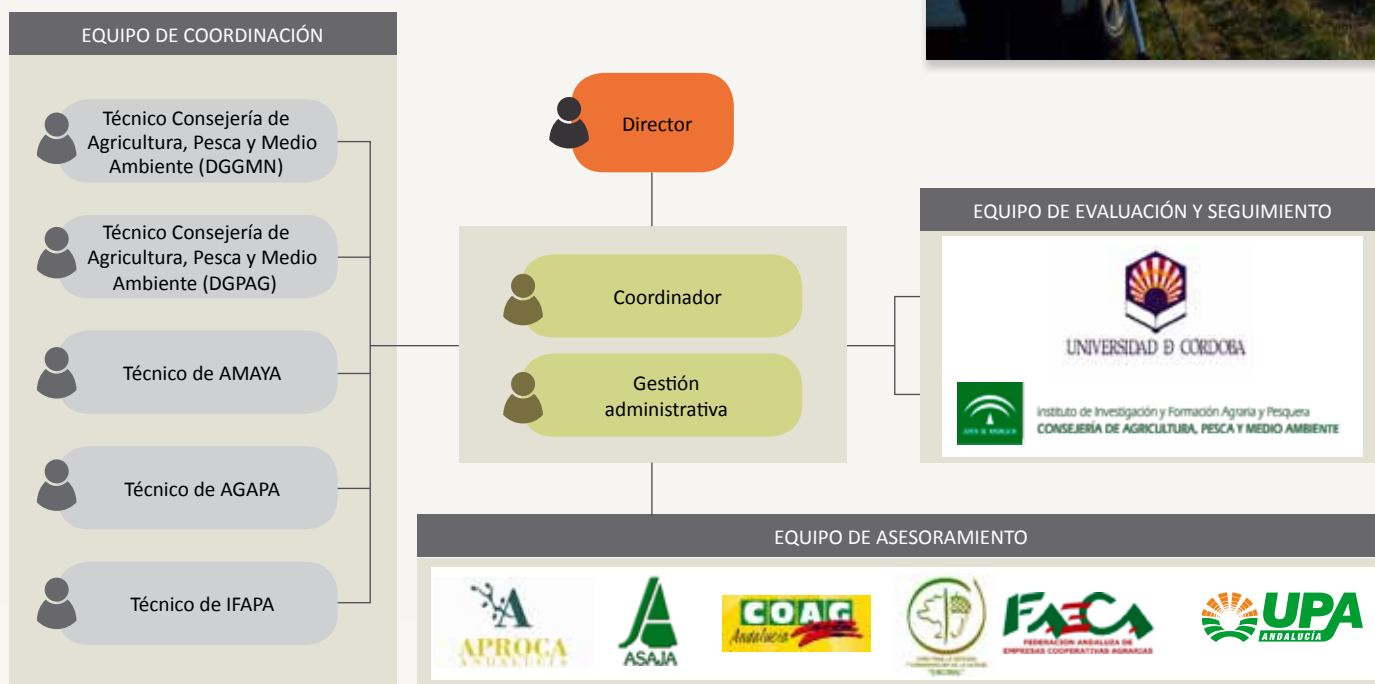 EQUIPO DE COORDINACIÓN
Técnico Consejería de
Agricultura, Pesca y Medio
Ambiente (DGGMN)
Técnico Consejería de
Agricultura, Pesca y Medio
Ambiente (DGPAG)
Técnico de AMAYA
Técnico de AGAPA
Técnico de IFAPA
Director
Coordinador
Gestión
administrativa
EQUIPO DE EVALUACIÓN Y SEGUIMIENTO
UNIVERSIDAD Ð CÓRDOBA
Instituto de Investigación y Formación Agraria y Pesquera
CONSEJERÍA DE AGRICULTURA, PESCA Y MEDIO AMBIENTE
EQUIPO DE ASESORAMIENTO
APROCA
ANDALUCÍA
ASAJA
COAG
Andalucía
FAECA
FEDERACIÓN ANDALUZA DE
EMPRESAS COOPERATIVAS AGRARIAS
UPA
ANDALUCÍA